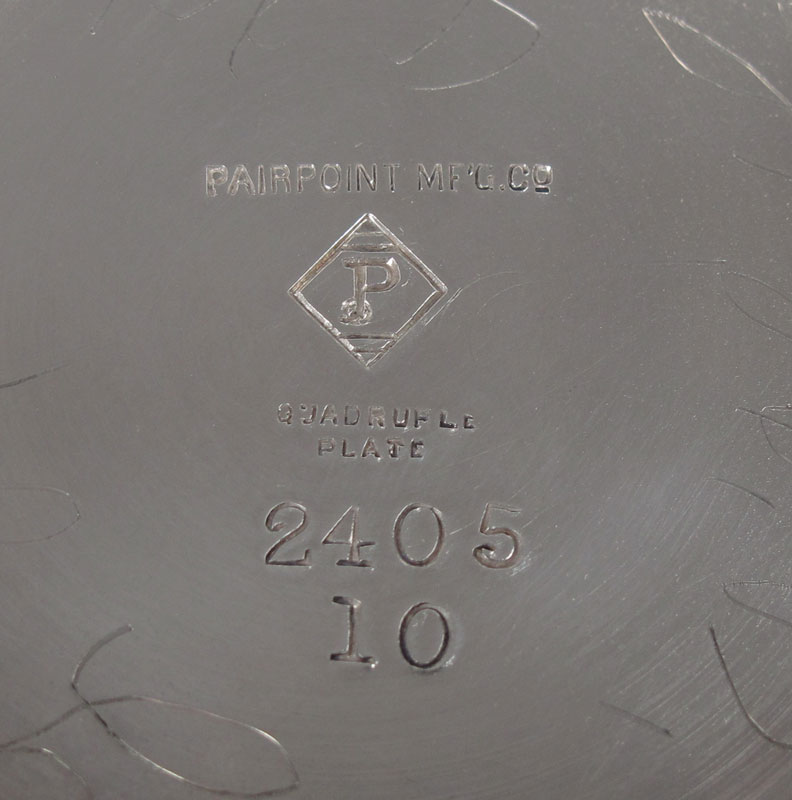 PAIRPOINT MF'G.CO
P
QUADRUPLE
PLATE
2405
10